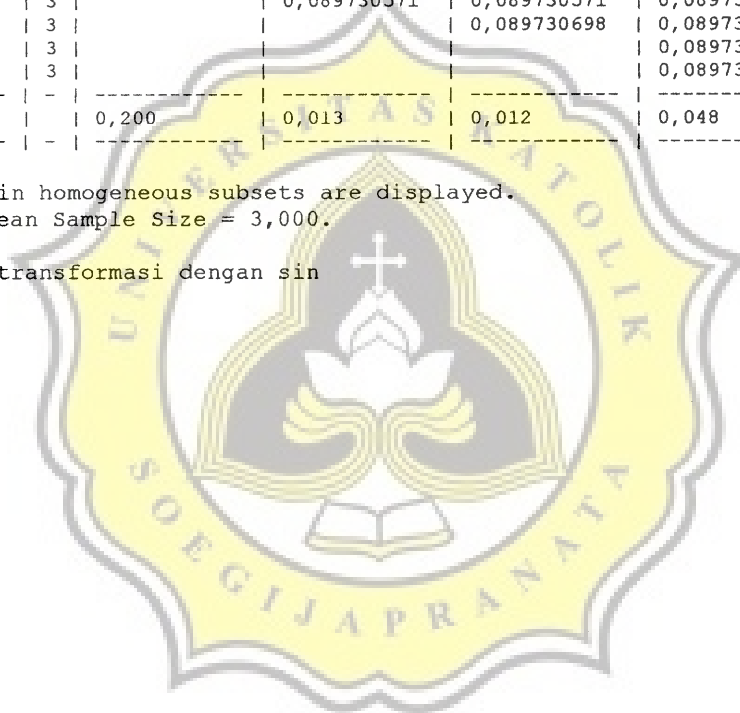 | 3 | | 0,089730571 | 0,089730571 | 0,0897
| 3 | | | 0,089730698 | 0,08973
| 3 | | | | 0,08973
| 3 | | | | 0,08973
- | - | ------------ | ------------ | ------------ | ----
| | 0,200 | 0,013 | 0,012 | 0,048
- | - | ------------ | ------------ | ------------ | ----
in homogeneous subsets are displayed.
ean Sample Size = 3,000.
transformasi dengan sin
UNIVERSITAS KATOLIK
SOEGIJAPRANATA